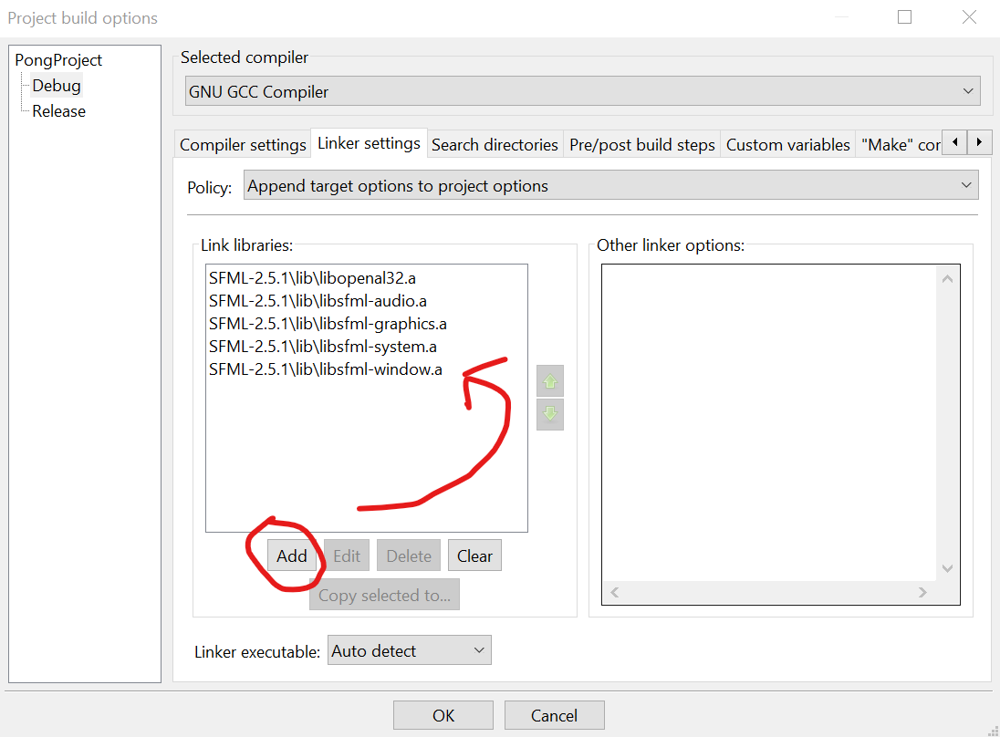 Project build options
PongProject
Debug
Release
Selected compiler
GNU GCC Compiler
Compiler settings
Linker settings
Search directories
Pre/post build steps
Custom variables
"Make" cor
Policy:
Append target options to project options
Link libraries:
SFML-2.5.1\lib\libopenal32.a
SFML-2.5.1\lib\libsfml-audio.a
SFML-2.5.1\lib\libsfml-graphics.a
SFML-2.5.1\lib\libsfml-system.a
SFML-2.5.1\lib\libsfml-window.a
Add
Edit
Delete
Clear
Copy selected to...
Other linker options:
Linker executable:
Auto detect
OK
Cancel